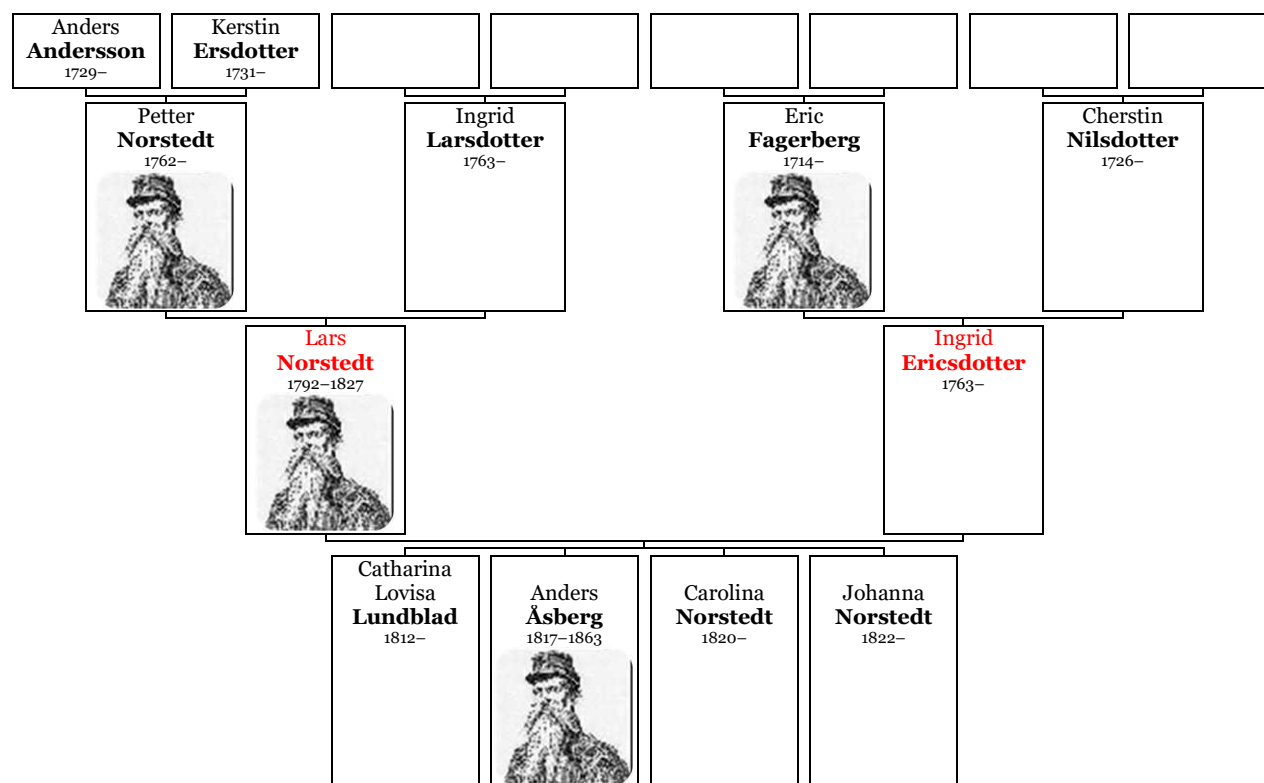 Anders
Andersson
1729–
Kerstin
Ersdotter
1731–
Petter
Norstedt
1762–
Ingrid
Larsdotter
1763–
Eric
Fagerberg
1714–
Cherstin
Nilsdotter
1726–
Lars
Norstedt
1792–1827
Ingrid
Ericsdotter
1763–
Catharina
Lovisa
Lundblad
1812–
Anders
Åsberg
1817–1863
Carolina
Norstedt
1820–
Johanna
Norstedt
1822–